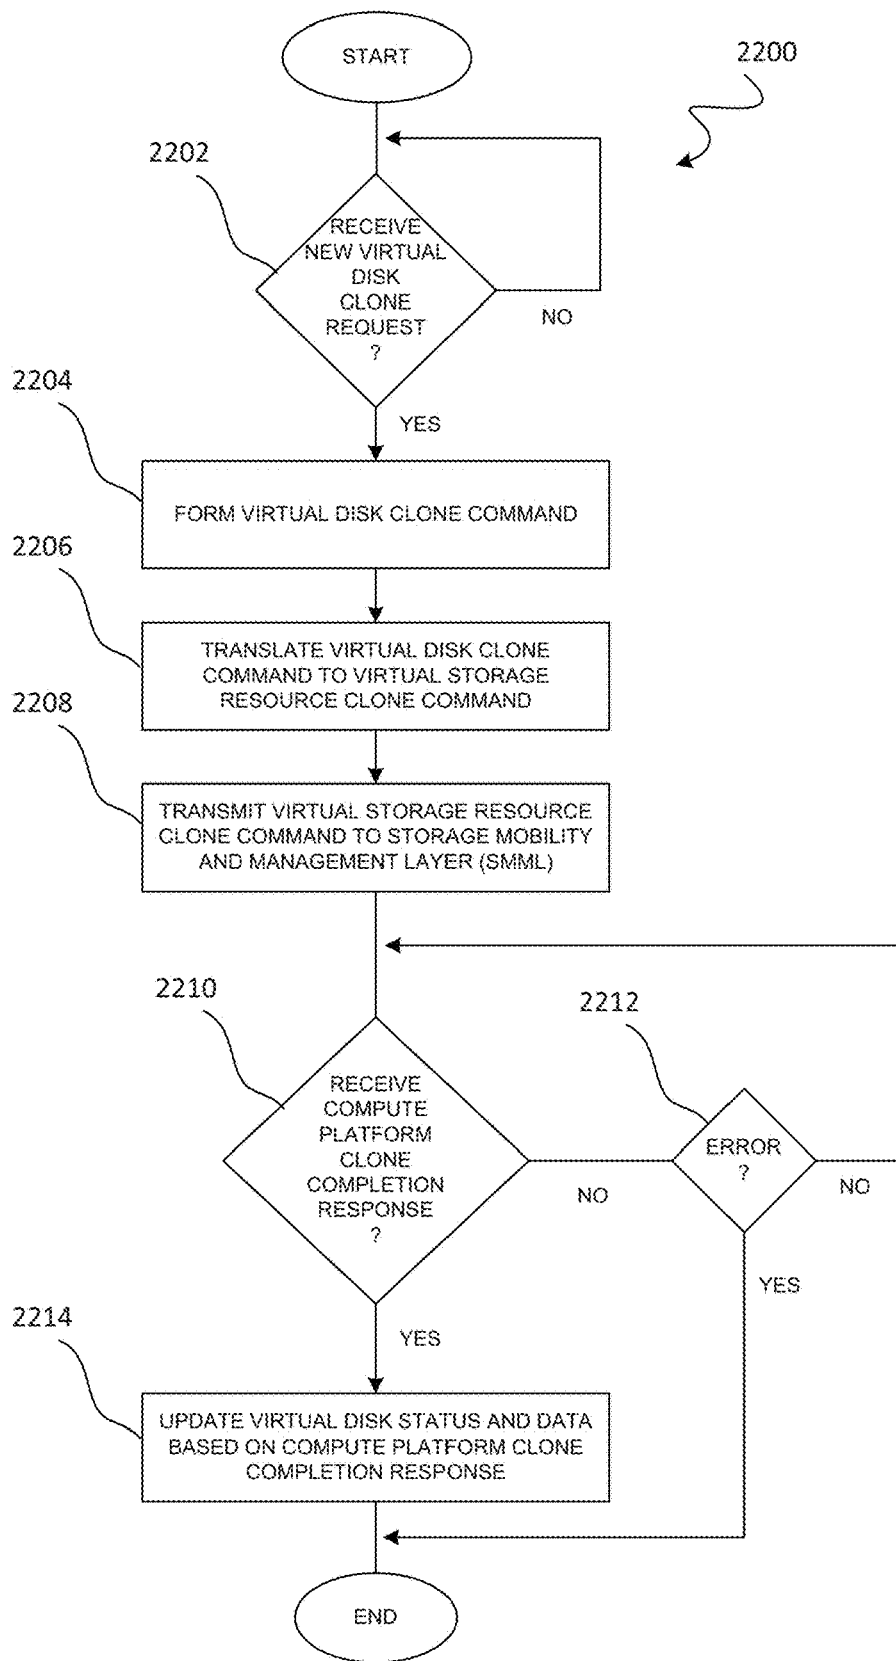 START
2200
2202
RECEIVE
NEW VIRTUAL
DISK
CLONE
REQUEST
?
NO
2204
YES
FORM VIRTUAL DISK CLONE COMMAND
2206
TRANSLATE VIRTUAL DISK CLONE
COMMAND TO VIRTUAL STORAGE
RESOURCE CLONE COMMAND
2208
TRANSMIT VIRTUAL STORAGE RESOURCE
CLONE COMMAND TO STORAGE MOBILITY
AND MANAGEMENT LAYER (SMML)
2210
RECEIVE
COMPUTE
PLATFORM
CLONE
COMPLETION
RESPONSE
?
NO
2212
ERROR
?
NO
YES
YES
2214
UPDATE VIRTUAL DISK STATUS AND DATA
BASED ON COMPUTE PLATFORM CLONE
COMPLETION RESPONSE
END